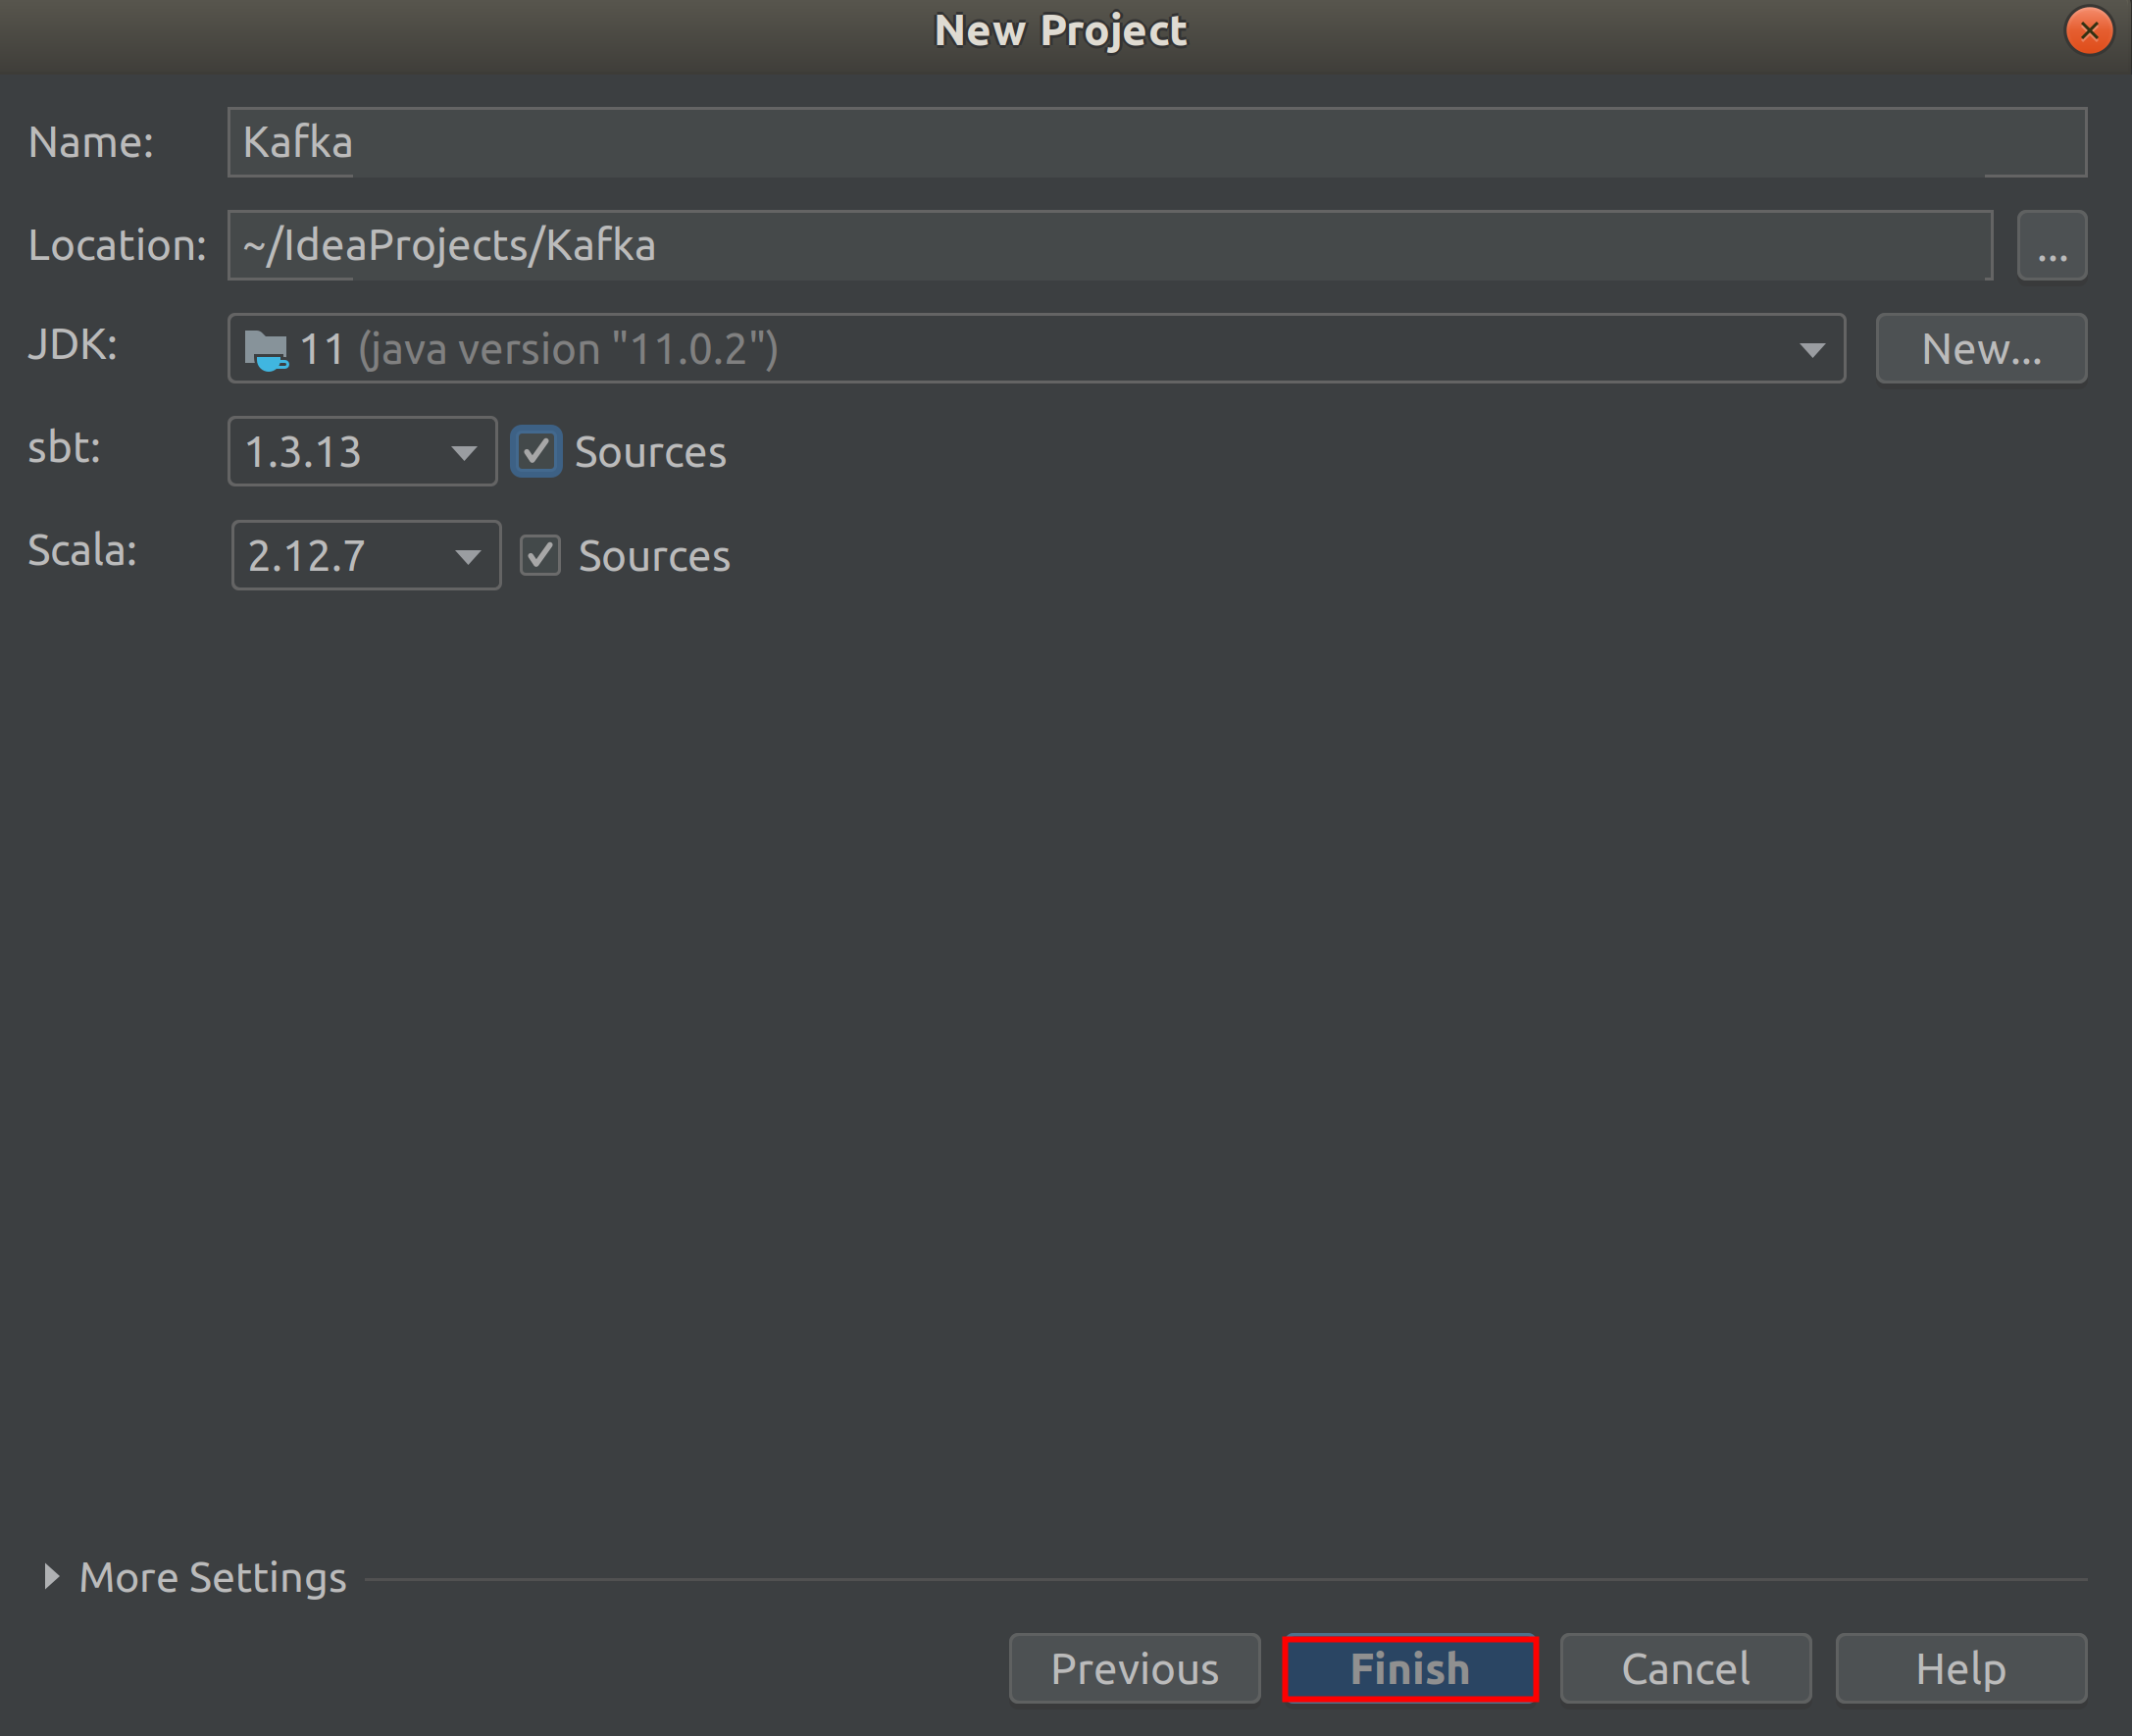 New Project
Name: Kafka
Location: ~/IdeaProjects/Kafka ...
JDK: 11 (java version "11.0.2") New...
sbt: 1.3.13 Sources
Scala: 2.12.7 Sources
More Settings
Previous Finish Cancel Help